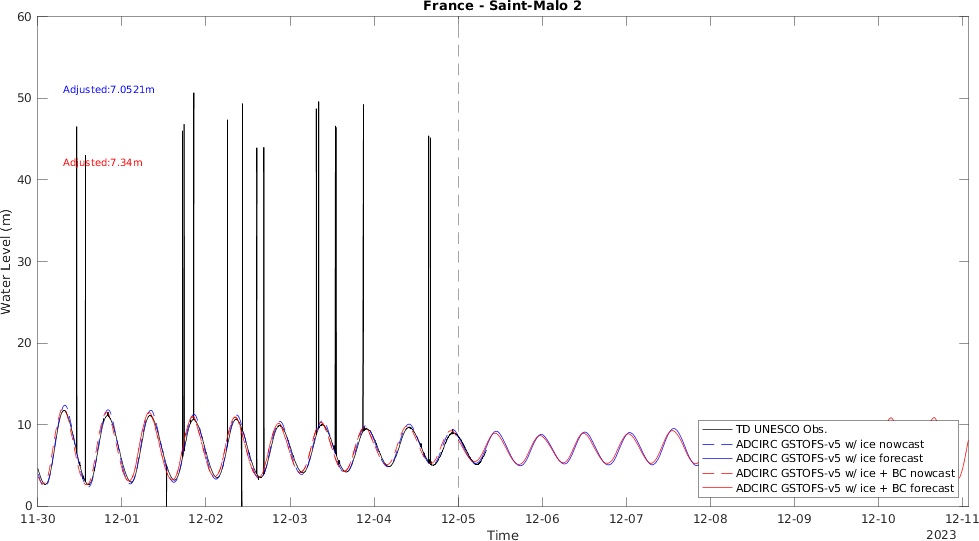 France - Saint-Malo 2
60
50
40
30
20
10
0
Water Level (m)
Adjusted:7.0521m
Adjusted:7.34m
TD UNESCO Obs.
ADCIRC GSTOFS-v5 w/ ice nowcast
ADCIRC GSTOFS-v5 w/ ice forecast
ADCIRC GSTOFS-v5 w/ ice + BC nowcast
ADCIRC GSTOFS-v5 w/ ice + BC forecast
11-30 12-01 12-02 12-03 12-04 12-05 12-06 12-07 12-08 12-09 12-10 12-11
Time
2023